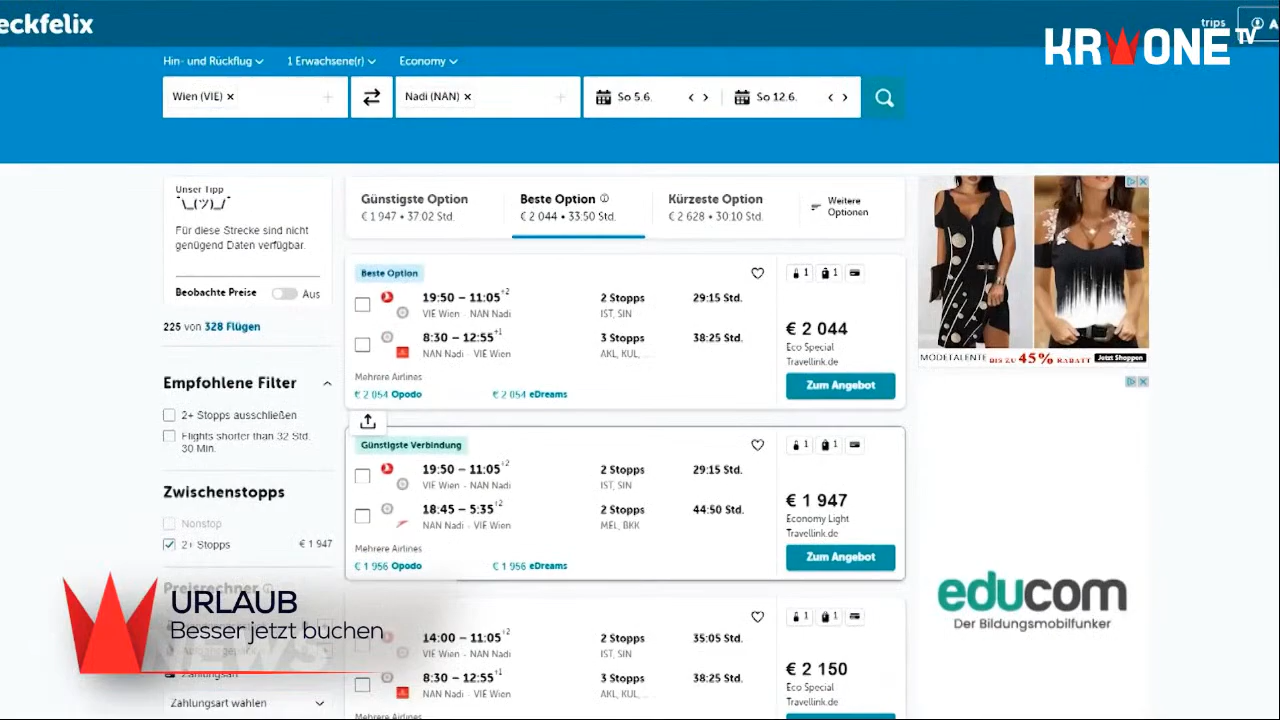 eckfelix
trips
KRONE TV
Hin- und Rückflug
1 Erwachsene(r)
Economy
Wien (VIE) ×
Nadi (NAN) ×
So 5.6.
So 12.6.
Unser Tipp
¯\_(ツ)_/¯
Für diese Strecke sind nicht
genügend Daten verfügbar.
Beobachte Preise
Aus
225 von 328 Flügen
Empfohlene Filter
2+ Stopps ausschließen
Flights shorter than 32 Std.
30 Min.
Zwischenstopps
Nonstop
2+ Stopps € 1 947
Preisrechner
Zahlungsart
Zahlungsart wählen
Günstigste Option
€ 1 947 • 37:02 Std.
Beste Option
€ 2 044 • 33:50 Std.
Kürzeste Option
€ 2 628 • 30:10 Std.
Weitere
Optionen
Beste Option
19:50 – 11:05+2 2 Stopps 29:15 Std.
VIE Wien - NAN Nadi IST, SIN
8:30 – 12:55+1 3 Stopps 38:25 Std.
NAN Nadi - VIE Wien AKL, KUL, ...
Mehrere Airlines
€ 2 054 Opodo € 2 054 eDreams
1 1
€ 2 044
Eco Special
Travellink.de
Zum Angebot
Günstigste Verbindung
19:50 – 11:05+2 2 Stopps 29:15 Std.
VIE Wien - NAN Nadi IST, SIN
18:45 – 5:35+2 2 Stopps 44:50 Std.
NAN Nadi - VIE Wien MEL, BKK
Mehrere Airlines
€ 1 956 Opodo € 1 956 eDreams
1 1
€ 1 947
Economy Light
Travellink.de
Zum Angebot
14:00 – 11:05+2 2 Stopps 35:05 Std.
VIE Wien - NAN Nadi IST, SIN
8:30 – 12:55+1 3 Stopps 38:25 Std.
NAN Nadi - VIE Wien AKL, KUL, ...
Mehrere Airlines
1 1
€ 2 150
Eco Special
Travellink.de
MODETALENTE BIS ZU 45% RABATT Jetzt Shoppen
educom
Der Bildungsmobilfunker
URLAUB
Besser jetzt buchen
NEWS